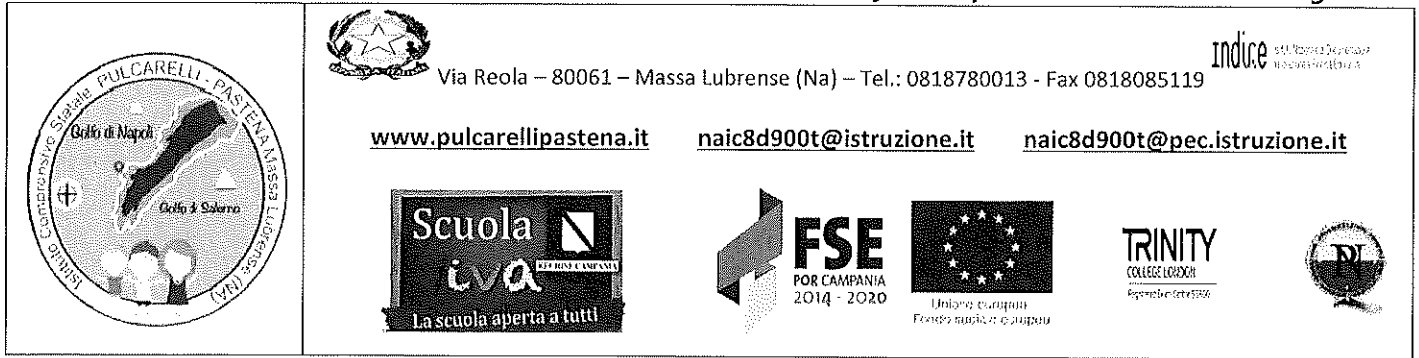 Istituto Comprensivo Statale PULCARELLI - PASTENA Massa Lubrense (NA)
Golfo di Napoli
Golfo di Salerno
Indice
Via Reola – 80061 – Massa Lubrense (Na) – Tel.: 0818780013 - Fax 0818085119
www.pulcarellipastena.it naic8d900t@istruzione.it naic8d900t@pec.istruzione.it
Scuola
iva
REGIONE CAMPANIA
La scuola aperta a tutti
FSE
POR CAMPANIA
2014 - 2020
Unione europea
Fondo sociale europeo
TRINITY
COLLEGE LONDON